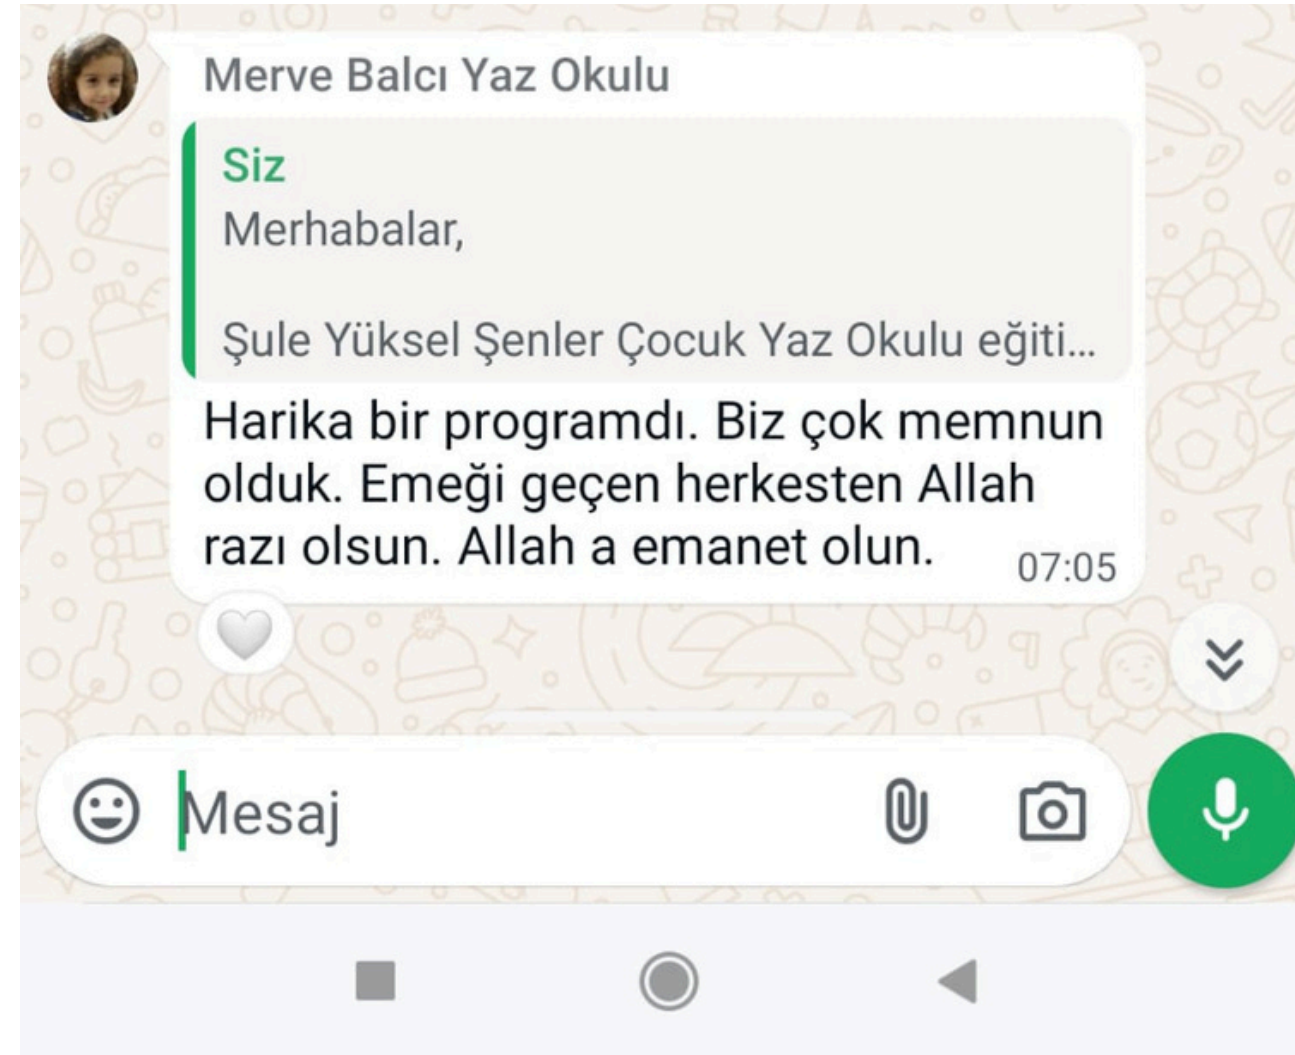 Merve Balcı Yaz Okulu
Siz
Merhabalar,
Şule Yüksel Şenler Çocuk Yaz Okulu eğiti...
Harika bir programdı. Biz çok memnun
olduk. Emeği geçen herkesten Allah
razı olsun. Allah a emanet olun.
07:05
Mesaj